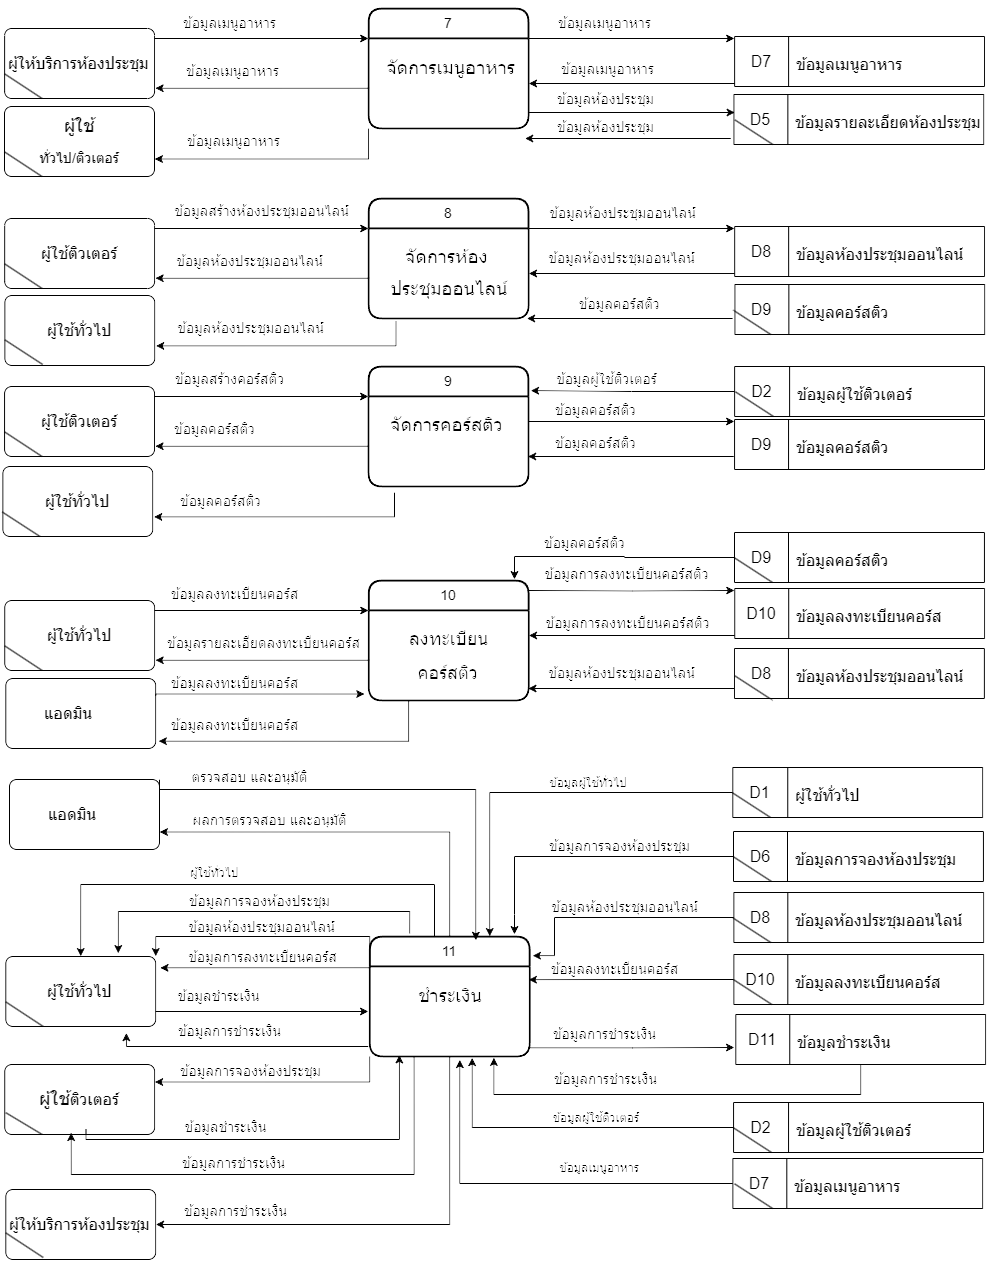 ข้อมูลเมนูอาหาร
7
ข้อมูลเมนูอาหาร
ผู้ให้บริการห้องประชุม
จัดการเมนูอาหาร
ข้อมูลเมนูอาหาร
ข้อมูลเมนูอาหาร
D7
ข้อมูลเมนูอาหาร
ข้อมูลห้องประชุม
ผู้ใช้
ทั่วไป/ติวเตอร์
ข้อมูลเมนูอาหาร
ข้อมูลห้องประชุม
D5
ข้อมูลรายละเอียดห้องประชุม
ข้อมูลสร้างห้องประชุมออนไลน์
8
ข้อมูลห้องประชุมออนไลน์
ผู้ใช้ติวเตอร์
จัดการห้อง
ประชุมออนไลน์
ข้อมูลห้องประชุมออนไลน์
ข้อมูลห้องประชุมออนไลน์
D8
ข้อมูลห้องประชุมออนไลน์
ข้อมูลคอร์สติว
D9
ข้อมูลคอร์สติว
ผู้ใช้ทั่วไป
ข้อมูลห้องประชุมออนไลน์
ข้อมูลสร้างคอร์สติว
9
ข้อมูลผู้ใช้ติวเตอร์
D2
ข้อมูลผู้ใช้ติวเตอร์
ผู้ใช้ติวเตอร์
จัดการคอร์สติว
ข้อมูลคอร์สติว
ข้อมูลคอร์สติว
ข้อมูลคอร์สติว
D9
ข้อมูลคอร์สติว
ผู้ใช้ทั่วไป
ข้อมูลคอร์สติว
ข้อมูลคอร์สติว
D9
ข้อมูลคอร์สติว
ข้อมูลการลงทะเบียนคอร์สติว
ข้อมูลลงทะเบียนคอร์ส
10
D10
ข้อมูลลงทะเบียนคอร์ส
ข้อมูลการลงทะเบียนคอร์สติว
ผู้ใช้ทั่วไป
ข้อมูลรายละเอียดลงทะเบียนคอร์ส
ลงทะเบียน
คอร์สติว
ข้อมูลห้องประชุมออนไลน์
D8
ข้อมูลห้องประชุมออนไลน์
ข้อมูลลงทะเบียนคอร์ส
แอดมิน
ข้อมูลลงทะเบียนคอร์ส
ตรวจสอบ และอนุมัติ
ข้อมูลผู้ใช้ทั่วไป
D1
ผู้ใช้ทั่วไป
แอดมิน
ผลการตรวจสอบ และอนุมัติ
ข้อมูลการจองห้องประชุม
D6
ข้อมูลการจองห้องประชุม
ผู้ใช้ทั่วไป
ข้อมูลการจองห้องประชุม
ข้อมูลห้องประชุมออนไลน์
D8
ข้อมูลห้องประชุมออนไลน์
ข้อมูลห้องประชุมออนไลน์
11
ข้อมูลการลงทะเบียนคอร์ส
ข้อมูลลงทะเบียนคอร์ส
D10
ข้อมูลลงทะเบียนคอร์ส
ผู้ใช้ทั่วไป
ข้อมูลชำระเงิน
ชำระเงิน
ข้อมูลการชำระเงิน
ข้อมูลการชำระเงิน
D11
ข้อมูลชำระเงิน
ข้อมูลการจองห้องประชุม
ข้อมูลการชำระเงิน
ผู้ใช้ติวเตอร์
ข้อมูลชำระเงิน
ข้อมูลผู้ใช้ติวเตอร์
D2
ข้อมูลผู้ใช้ติวเตอร์
ข้อมูลการชำระเงิน
ข้อมูลเมนูอาหาร
D7
ข้อมูลเมนูอาหาร
ข้อมูลการชำระเงิน
ผู้ให้บริการห้องประชุม